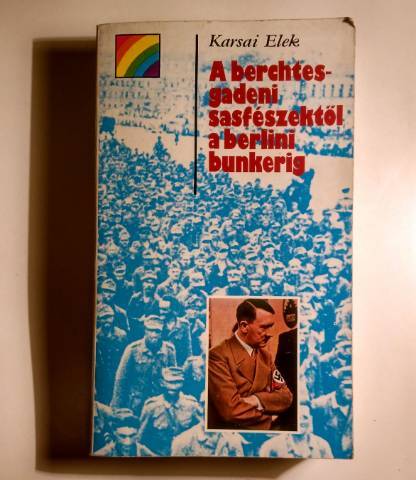 Karsai Elek
A berchtes-
gadeni
sasfészektől
a berlini
bunkerig